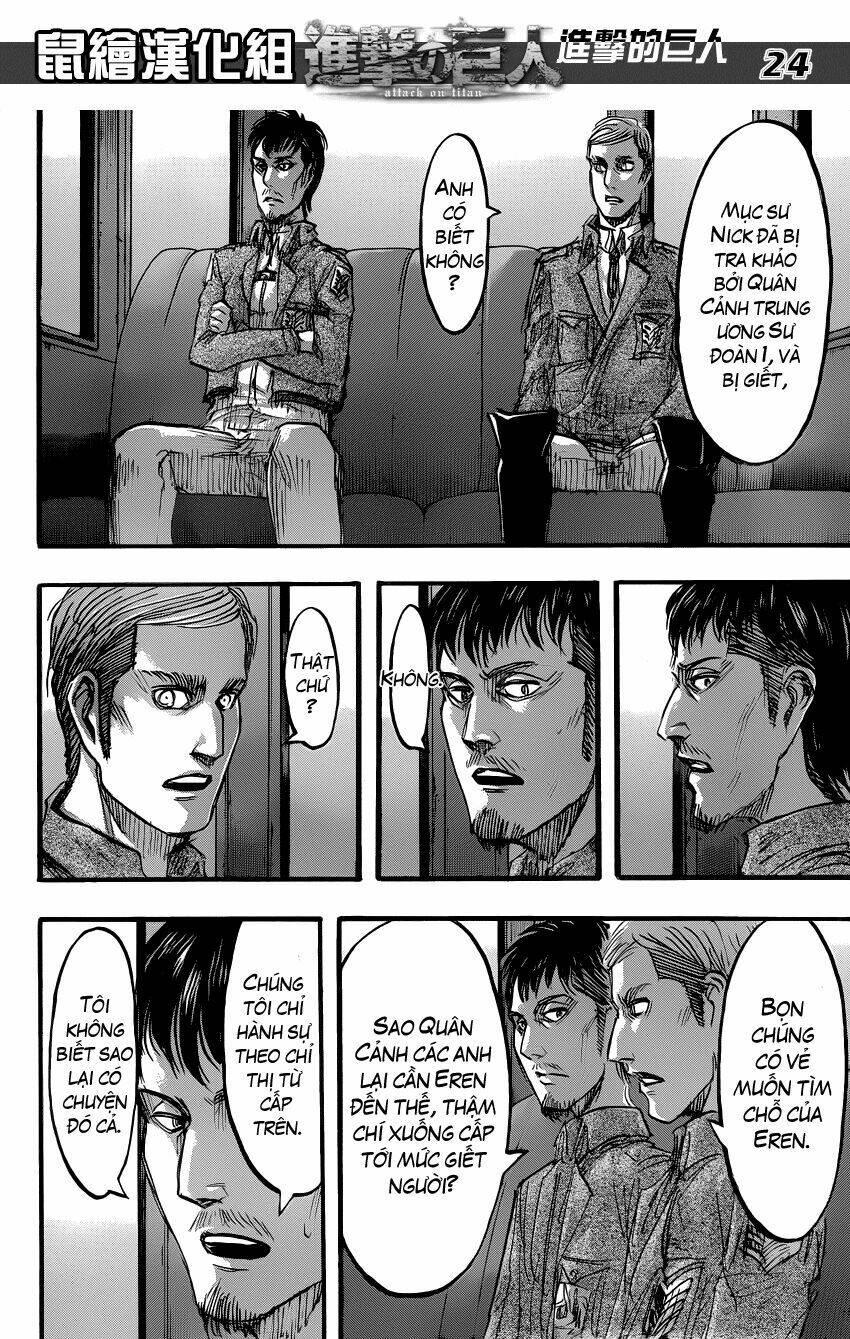 鼠繪漢化組
進撃の巨人
attack on titan
進擊的巨人
24
MỤC SƯ
NICK ĐÃ BỊ
TRA KHẢO
BỞI QUÂN
CẢNH TRUNG
ƯƠNG SƯ
ĐOÀN 1, VÀ
BỊ GIẾT,
ANH
CÓ
BIẾT
KHÔNG?
KHÔNG.
THẬT
CHỨ
?
BỌN
CHÚNG
CÓ VẺ
MUỐN TÌM
CHỖ CỦA
EREN.
SAO QUÂN
CẢNH CÁC ANH
LẠI CẦN EREN
ĐẾN THẾ, THẬM
CHÍ XUỐNG CẤP
TỚI MỨC GIẾT
NGƯỜI?
CHÚNG
TÔI CHỈ
HÀNH SỰ
THEO CHỈ
THỊ TỪ
CẤP
TRÊN.
TÔI
KHÔNG
BIẾT SAO
LẠI CÓ
CHUYỆN
ĐÓ CẢ.